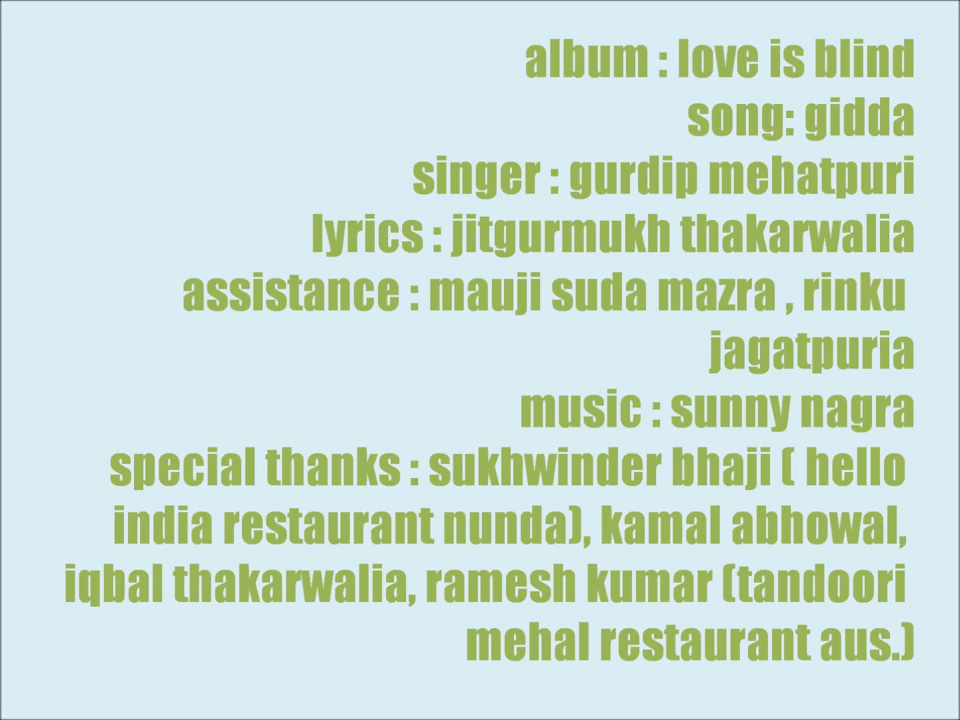 album : love is blind
song: gidda
singer : gurdip mehatpuri
lyrics : jitgurmukh thakarwalia
assistance : mauji suda mazra , rinku
jagatpuria
music : sunny nagra
special thanks : sukhwinder bhaji ( hello
india restaurant nunda), kamal abhowal,
iqbal thakarwalia, ramesh kumar (tandoori
mehal restaurant aus.)